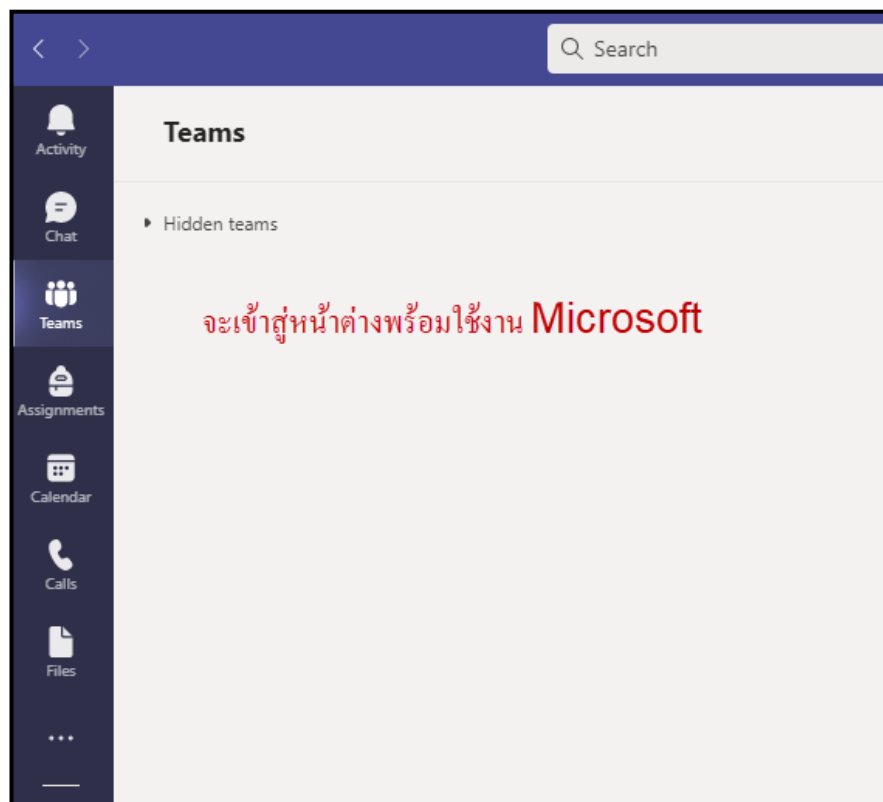 Search
Activity
Teams
Chat
Hidden teams
Teams
จะเข้าสู่หน้าต่างพร้อมใช้งาน Microsoft
Assignments
Calendar
Calls
Files